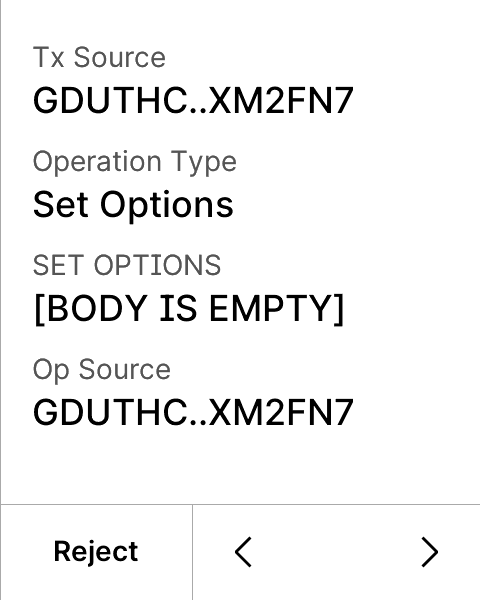 Tx Source
GDUTHC..XM2FN7
Operation Type
Set Options
SET OPTIONS
[BODY IS EMPTY]
Op Source
GDUTHC..XM2FN7
Reject